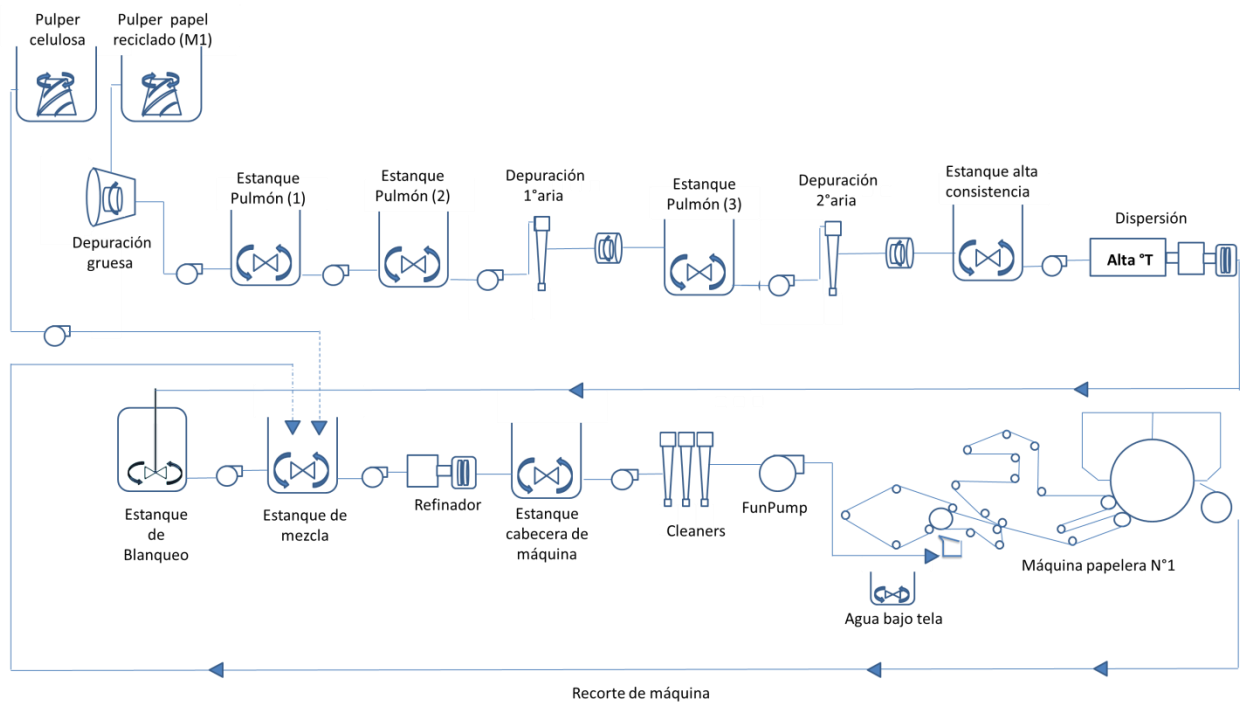 Pulper
celulosa
Pulper papel
reciclado (M1)
Depuración
gruesa
Estanque
Pulmón (1)
Estanque
Pulmón (2)
Depuración
1°aria
Estanque
Pulmón (3)
Depuración
2°aria
Estanque alta
consistencia
Dispersión
Alta °T
Estanque
de
Blanqueo
Estanque de
mezcla
Refinador
Estanque
cabecera de
máquina
Cleaners
FunPump
Agua bajo tela
Máquina papelera N°1
Recorte de máquina